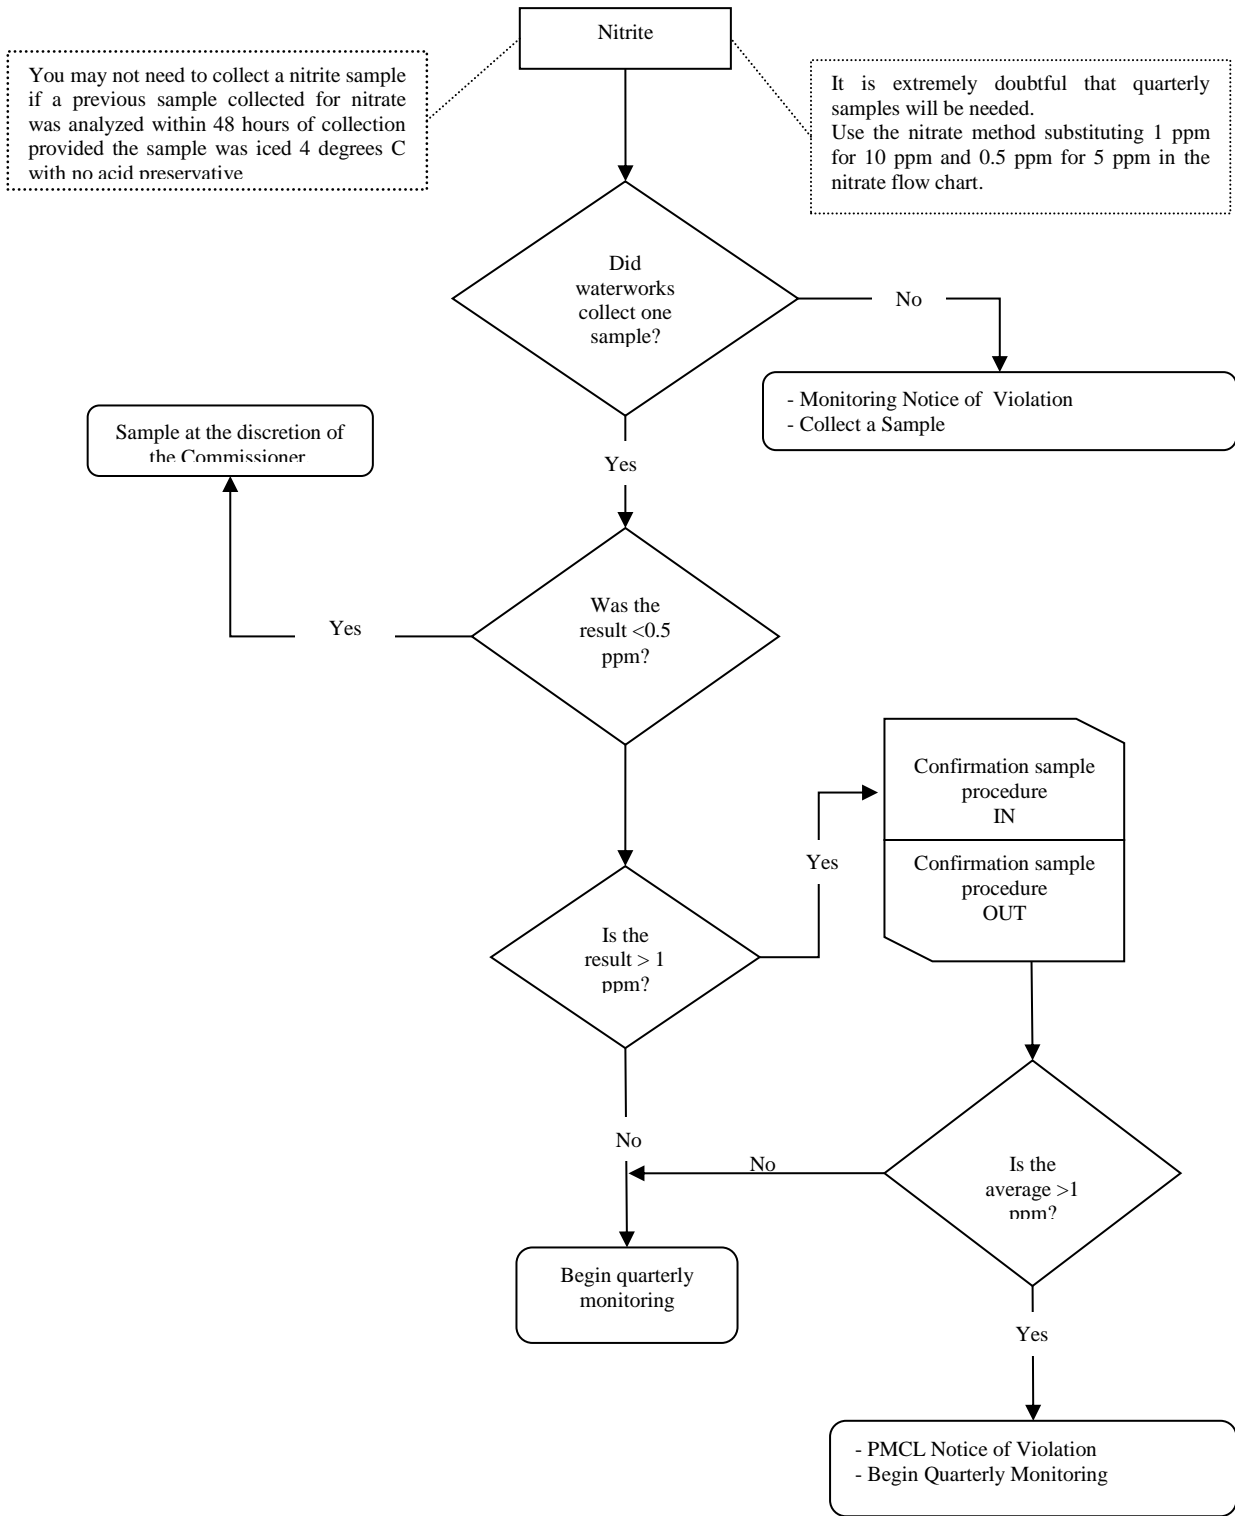 Nitrite
You may not need to collect a nitrite sample
if a previous sample collected for nitrate
was analyzed within 48 hours of collection
provided the sample was iced 4 degrees C
with no acid preservative
It is extremely doubtful that quarterly
samples will be needed.
Use the nitrate method substituting 1 ppm
for 10 ppm and 0.5 ppm for 5 ppm in the
nitrate flow chart.
Did
waterworks
collect one
sample?
No
- Monitoring Notice of Violation
- Collect a Sample
Sample at the discretion of
the Commissioner
Yes
Was the
result <0.5
ppm?
Yes
Confirmation sample
procedure
IN
Confirmation sample
procedure
OUT
Yes
Is the
result > 1
ppm?
No
No
Is the
average >1
ppm?
Begin quarterly
monitoring
Yes
- PMCL Notice of Violation
- Begin Quarterly Monitoring